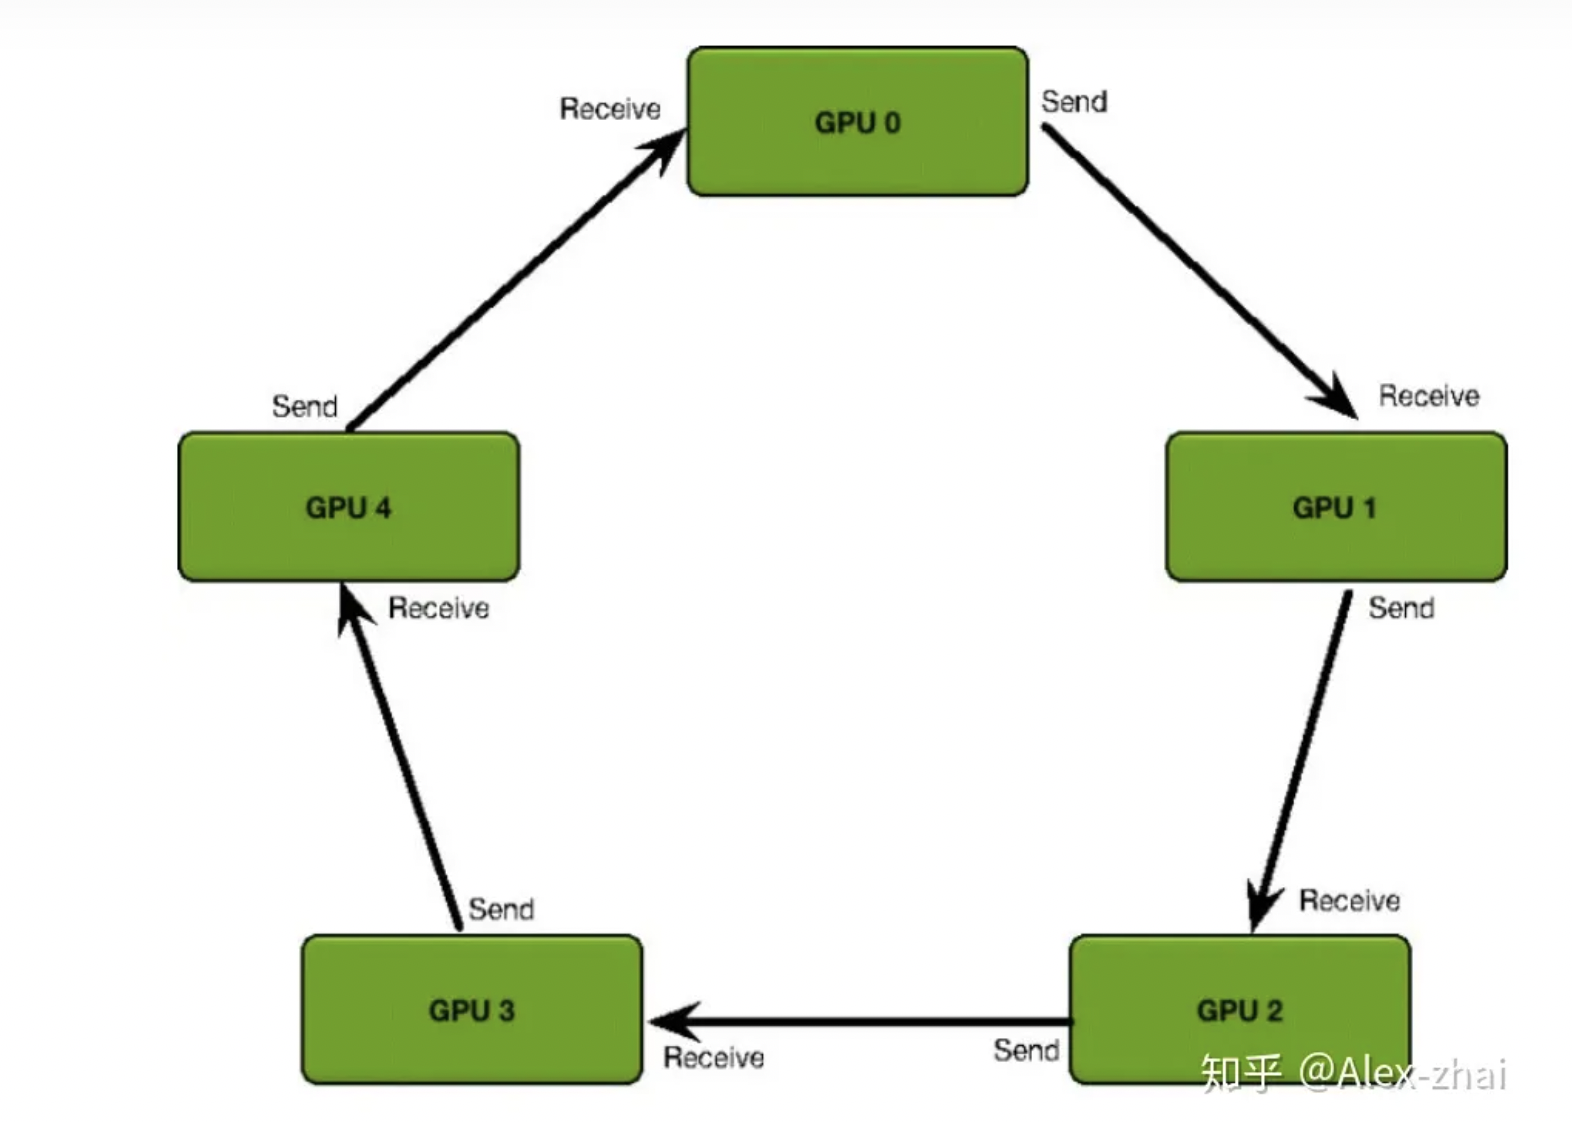 GPU 0
Receive
Send
Send
Receive
GPU 4
GPU 1
Receive
Send
Send
Receive
GPU 3
GPU 2
Receive
Send
知乎 @Alex-zhai